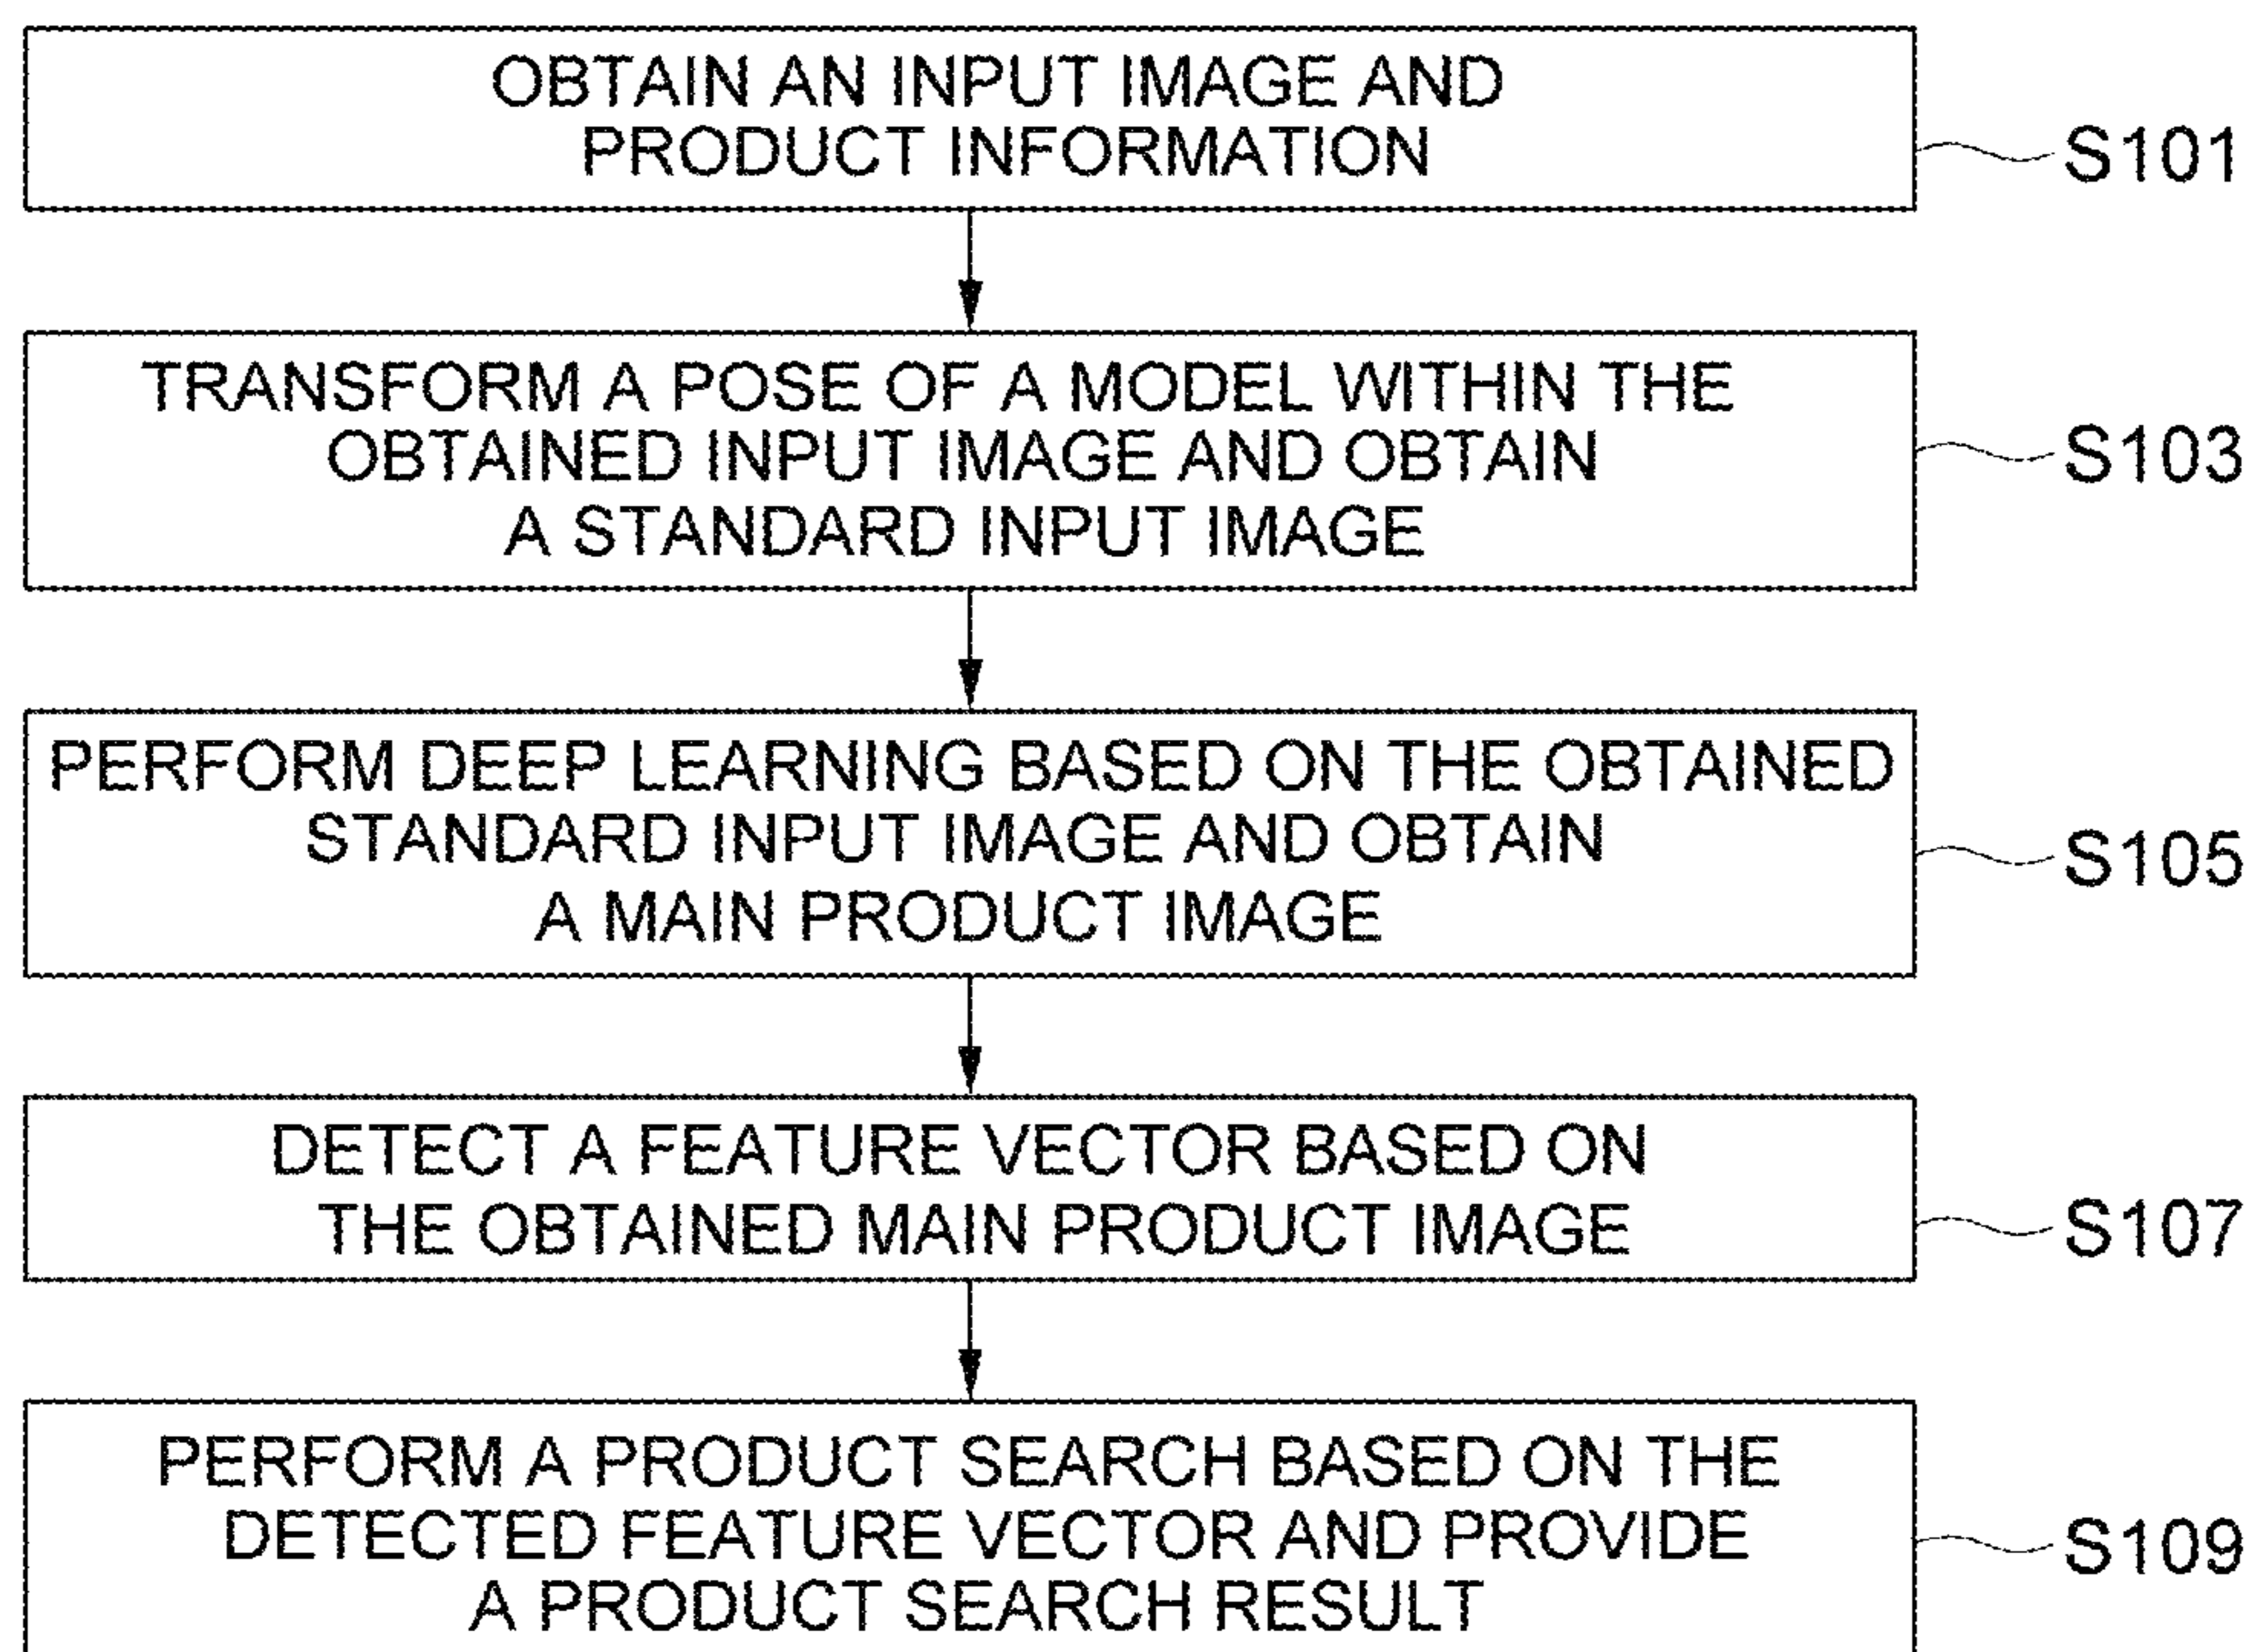 OBTAIN AN INPUT IMAGE AND
PRODUCT INFORMATION
S101
TRANSFORM A POSE OF A MODEL WITHIN THE
OBTAINED INPUT IMAGE AND OBTAIN
A STANDARD INPUT IMAGE
S103
PERFORM DEEP LEARNING BASED ON THE OBTAINED
STANDARD INPUT IMAGE AND OBTAIN
A MAIN PRODUCT IMAGE
S105
DETECT A FEATURE VECTOR BASED ON
THE OBTAINED MAIN PRODUCT IMAGE
S107
PERFORM A PRODUCT SEARCH BASED ON THE
DETECTED FEATURE VECTOR AND PROVIDE
A PRODUCT SEARCH RESULT
S109